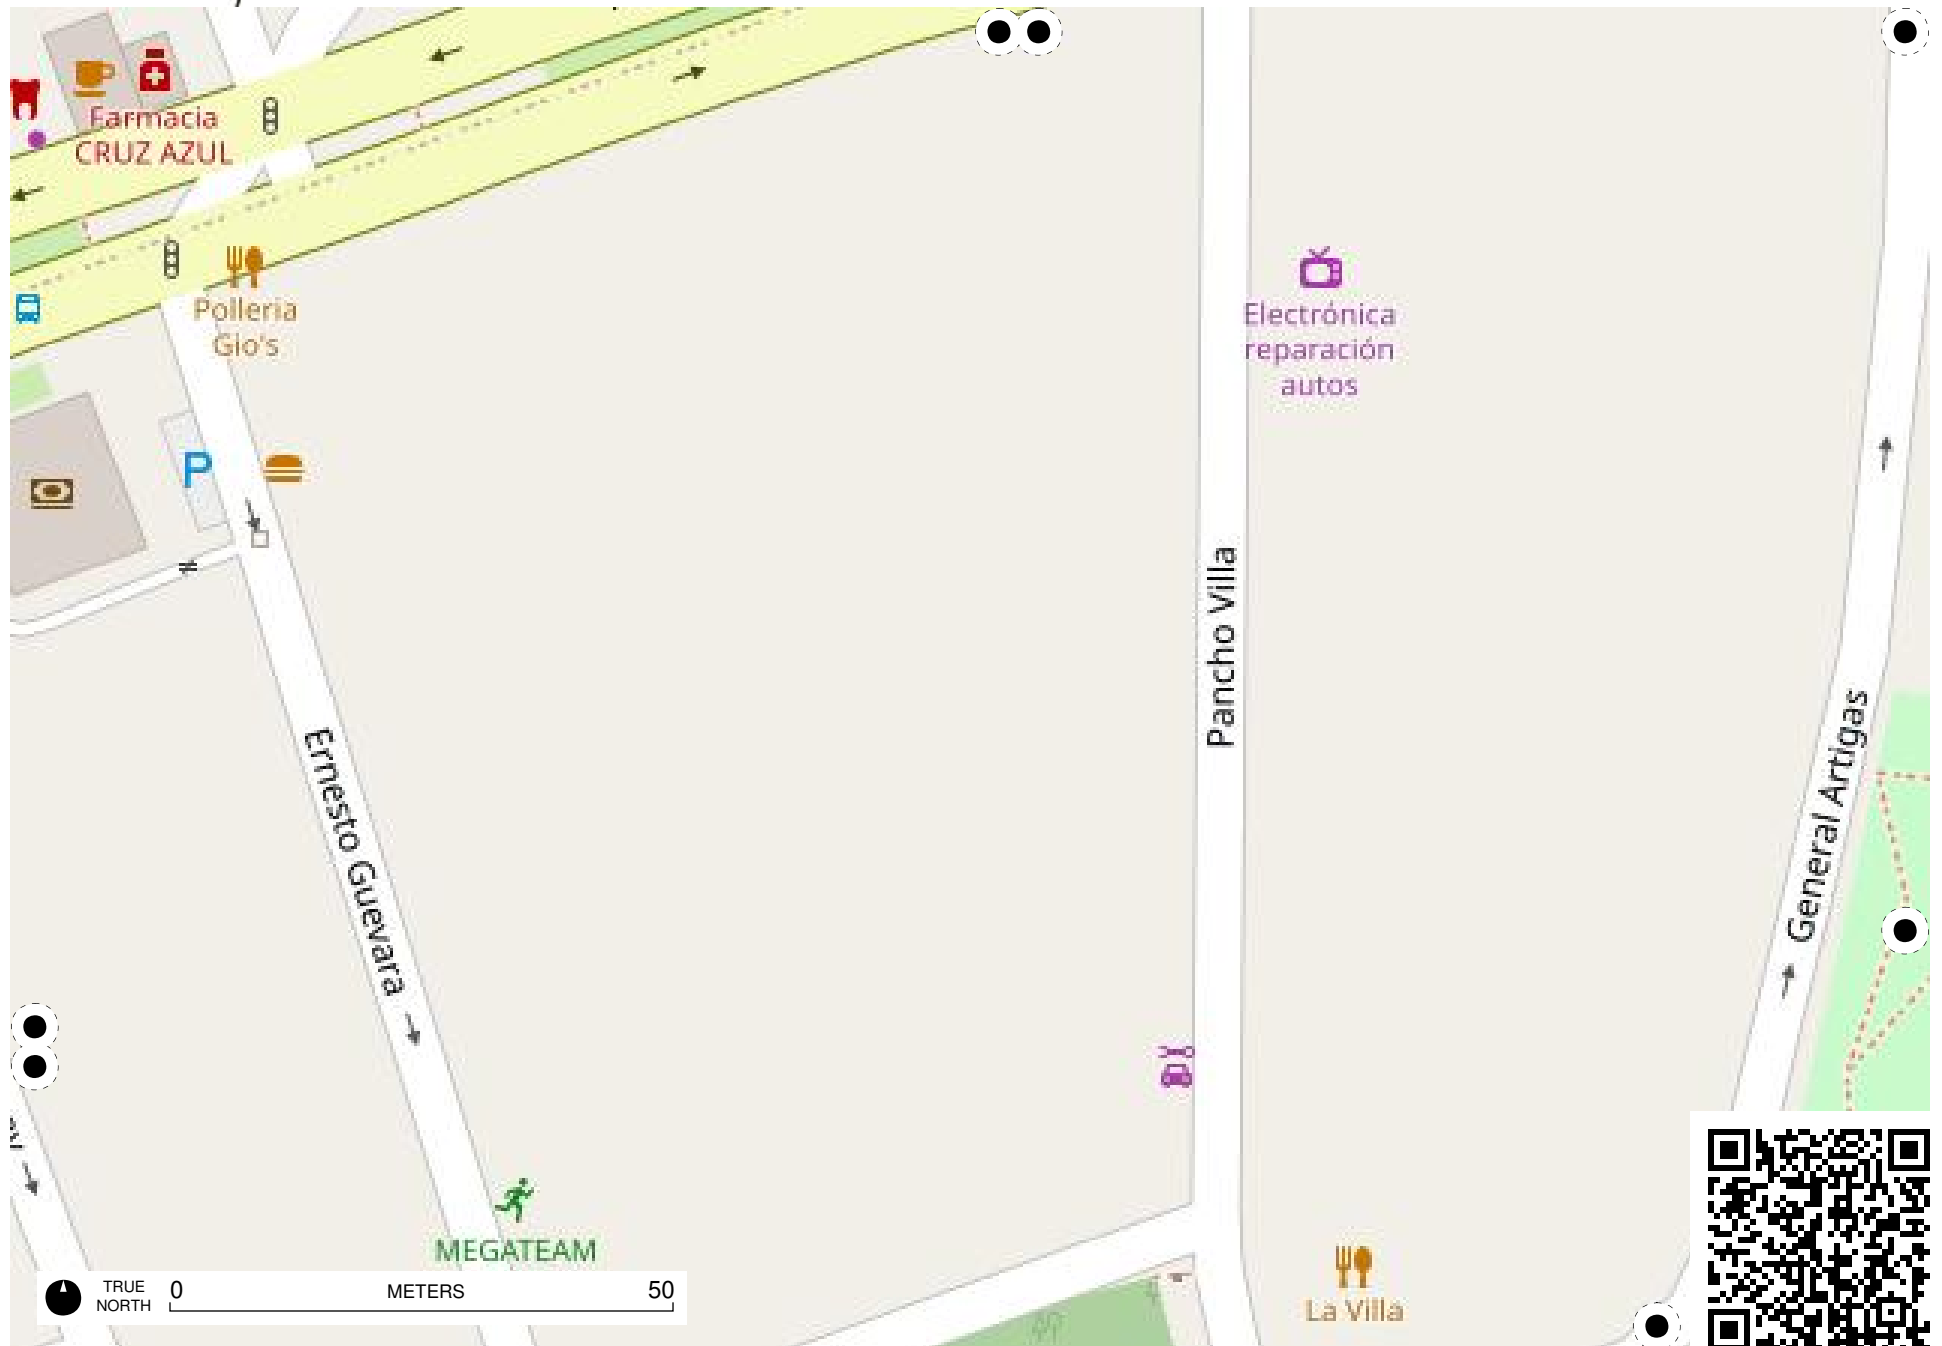 Farmacia
CRUZ AZUL
Polleria
Gio's
Electrónica
reparación
autos
P
Pancho Villa
Ernesto Guevara
General Artigas
MEGATEAM
La Villa
TRUE
NORTH
0 METERS 50